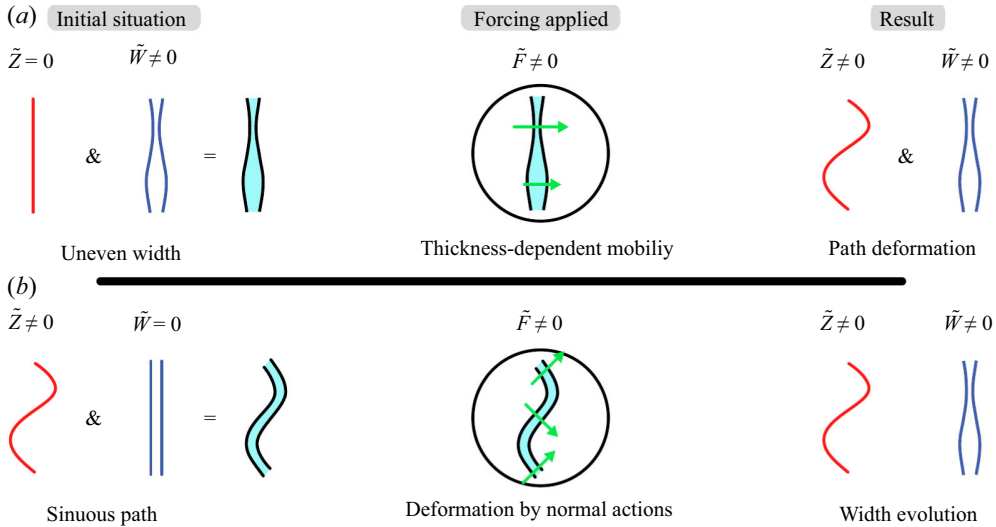 (a) Initial situation Forcing applied Result
Z̃ = 0 W̃ ≠ 0 F̃ ≠ 0 Z̃ ≠ 0 W̃ ≠ 0
& = &
Uneven width Thickness-dependent mobiliy Path deformation
(b)
Z̃ ≠ 0 W̃ = 0 F̃ ≠ 0 Z̃ ≠ 0 W̃ ≠ 0
& = &
Sinuous path Deformation by normal actions Width evolution